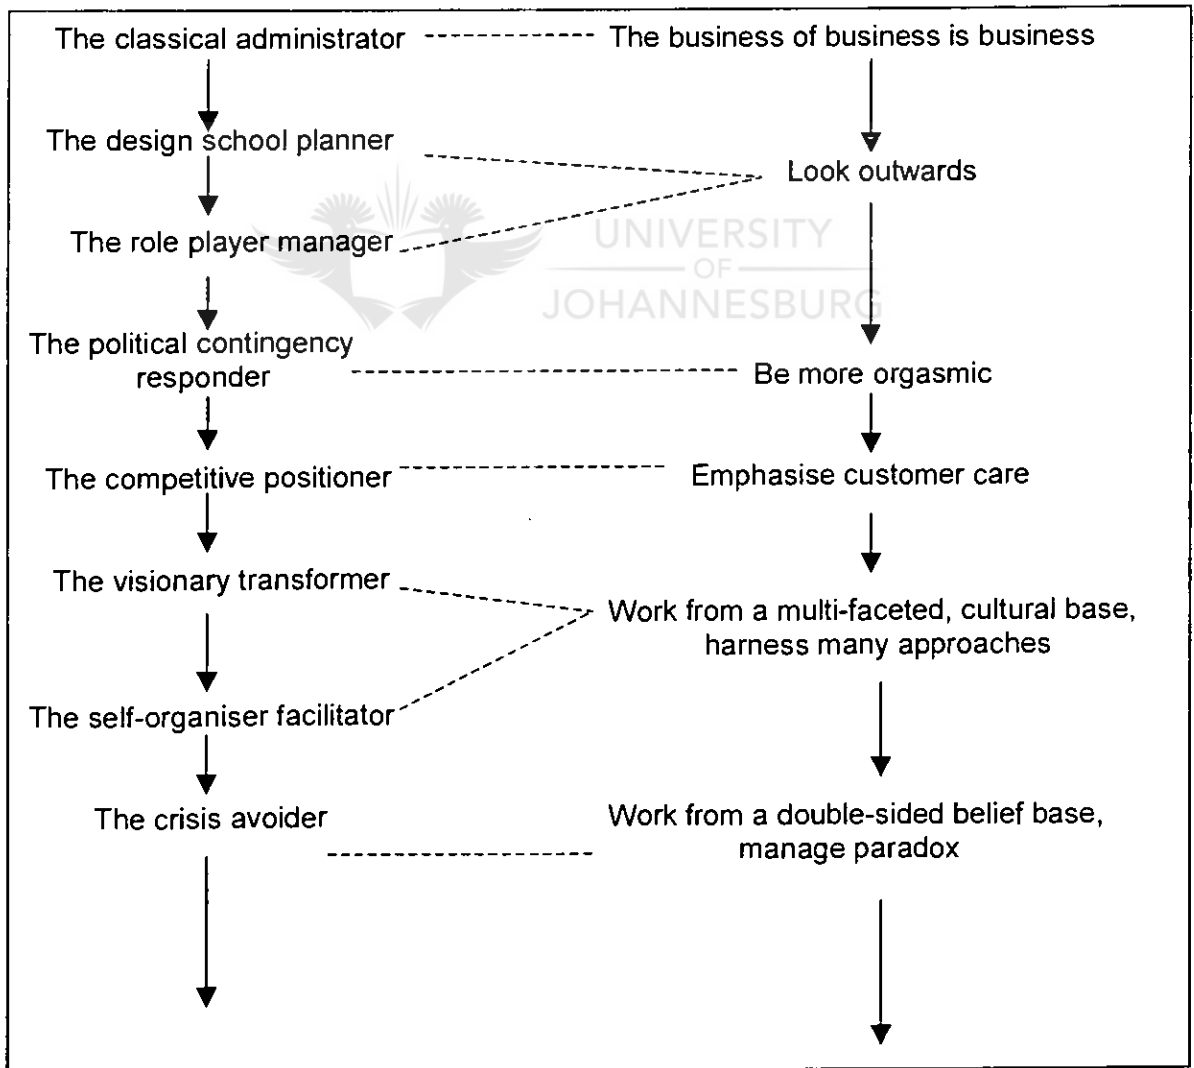 The classical administrator
The business of business is business
The design school planner
Look outwards
The role player manager
UNIVERSITY
OF
JOHANNESBURG
The political contingency
responder
Be more orgasmic
The competitive positioner
Emphasise customer care
The visionary transformer
Work from a multi-faceted, cultural base,
harness many approaches
The self-organiser facilitator
The crisis avoider
Work from a double-sided belief base,
manage paradox